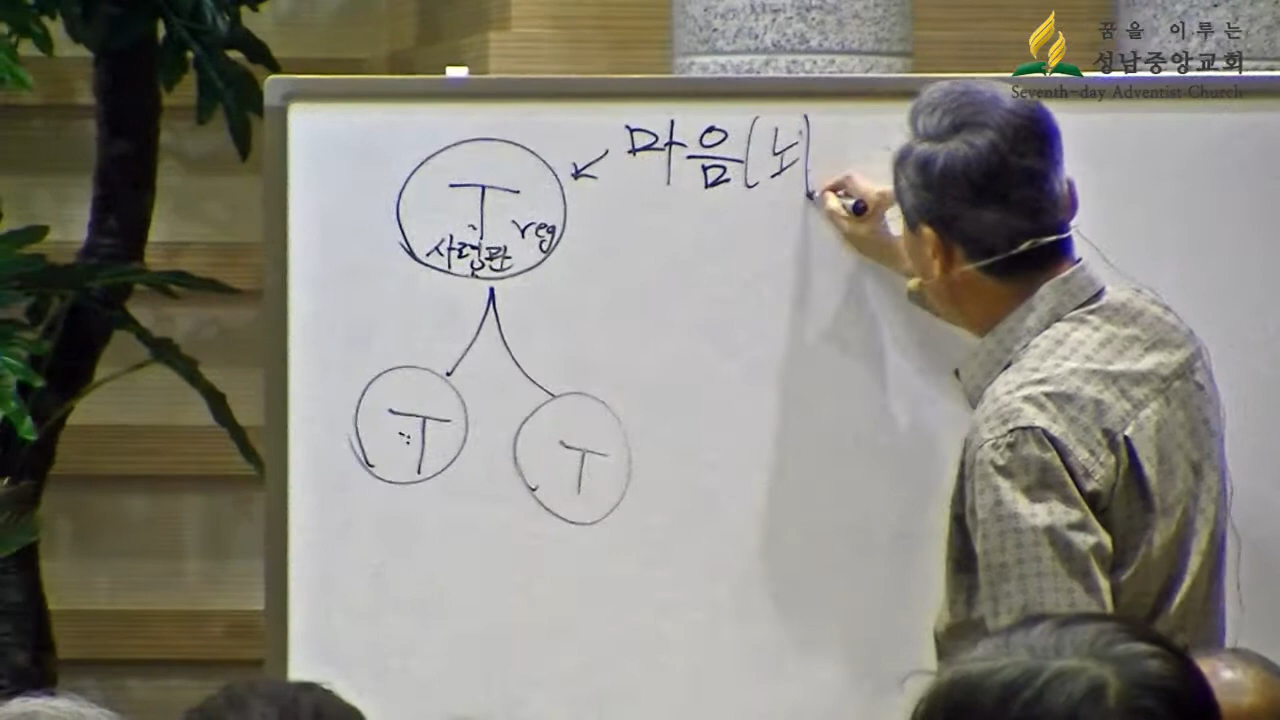 꿈을 이루는
성남중앙교회
Seventh-day Adventist Church
마음(뇌)
T
reg
사령관
T
T